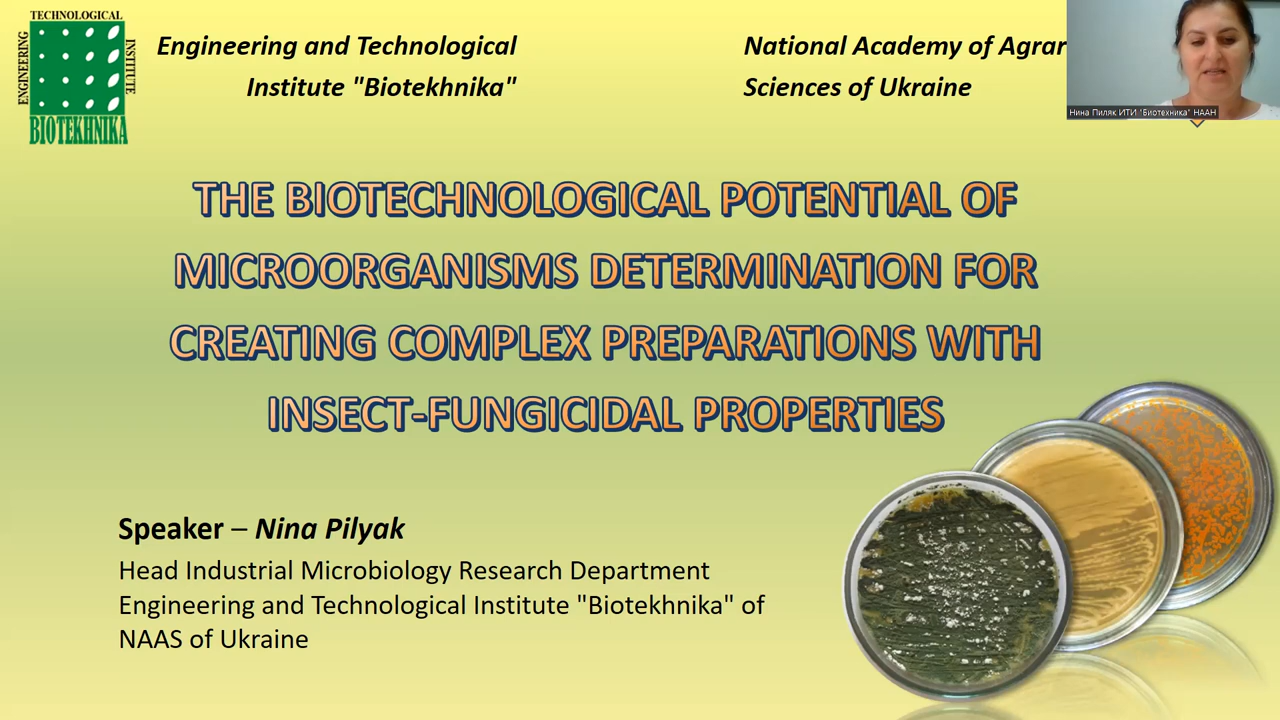 TECHNOLOGICAL
ENGINEERING
INSTITUTE
BIOTEKHNIKA
Engineering and Technological
Institute "Biotekhnika"
National Academy of Agrar
Sciences of Ukraine
Нина Пиляк ИТИ "Биотехника" НААН
THE BIOTECHNOLOGICAL POTENTIAL OF
MICROORGANISMS DETERMINATION FOR
CREATING COMPLEX PREPARATIONS WITH
INSECT-FUNGICIDAL PROPERTIES
Speaker – Nina Pilyak
Head Industrial Microbiology Research Department
Engineering and Technological Institute "Biotekhnika" of
NAAS of Ukraine